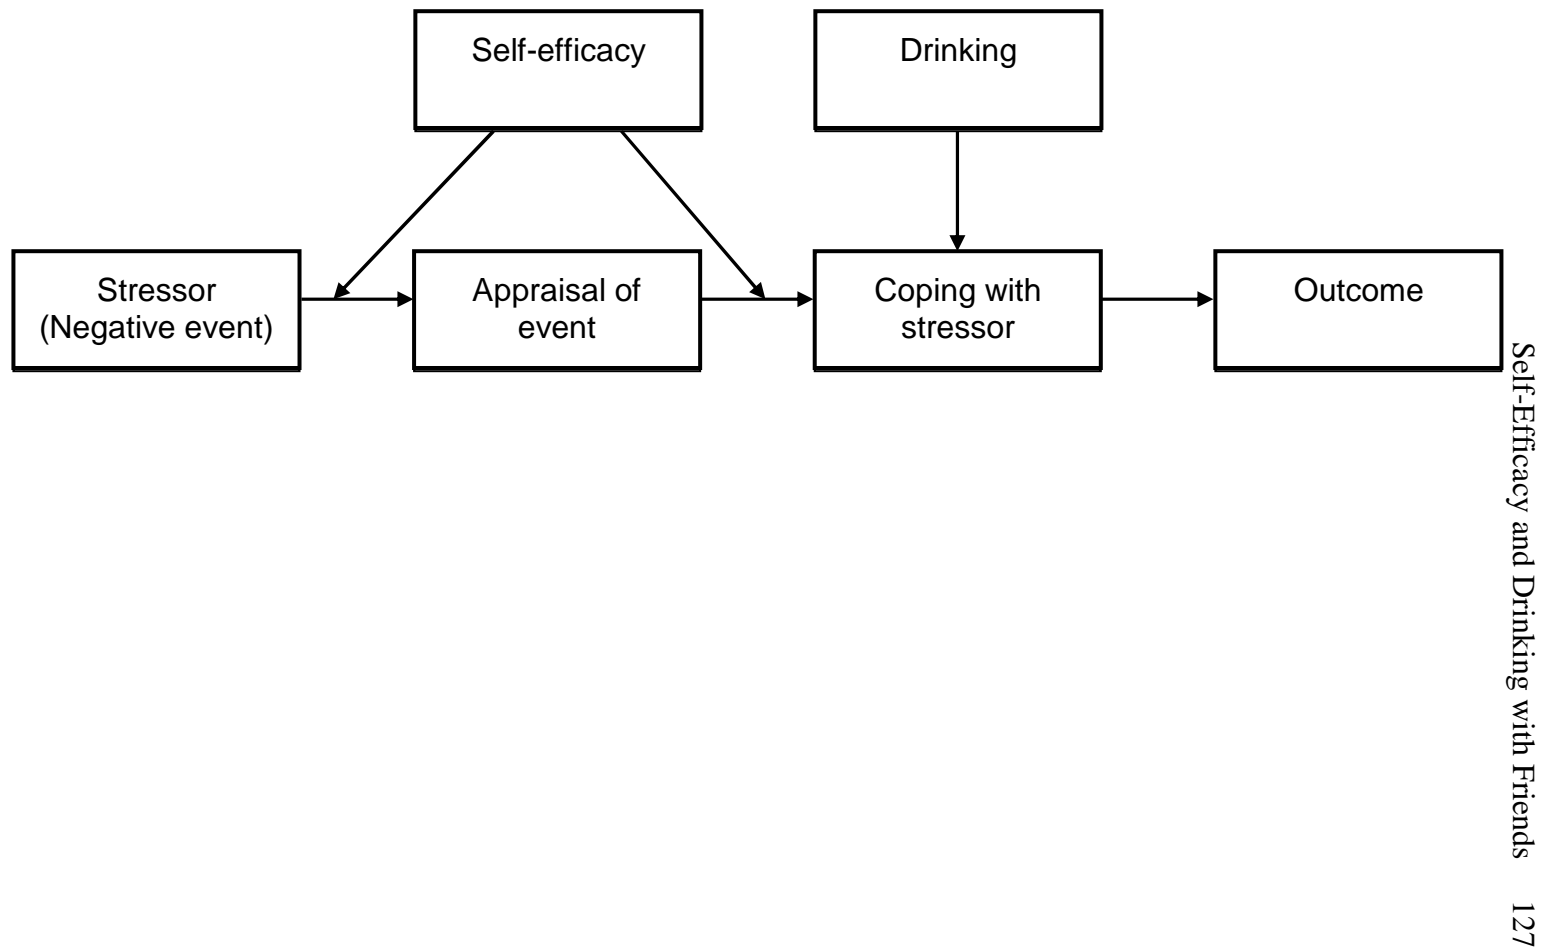 Self-efficacy
Drinking
Stressor
(Negative event)
Appraisal of
event
Coping with
stressor
Outcome
Self-Efficacy and Drinking with Friends 127